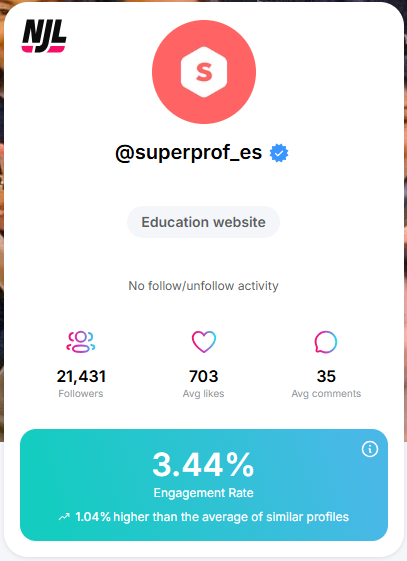 NJL
S
@superprof_es
Education website
No follow/unfollow activity
21,431 703 35
Followers Avg likes Avg comments
3.44%
Engagement Rate
1.04% higher than the average of similar profiles